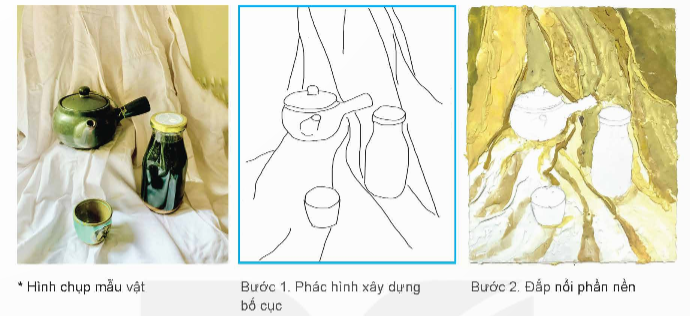 * Hình chụp mẫu vật
Bước 1. Phác hình xây dựng
bố cục
Bước 2. Đắp nổi phần nền